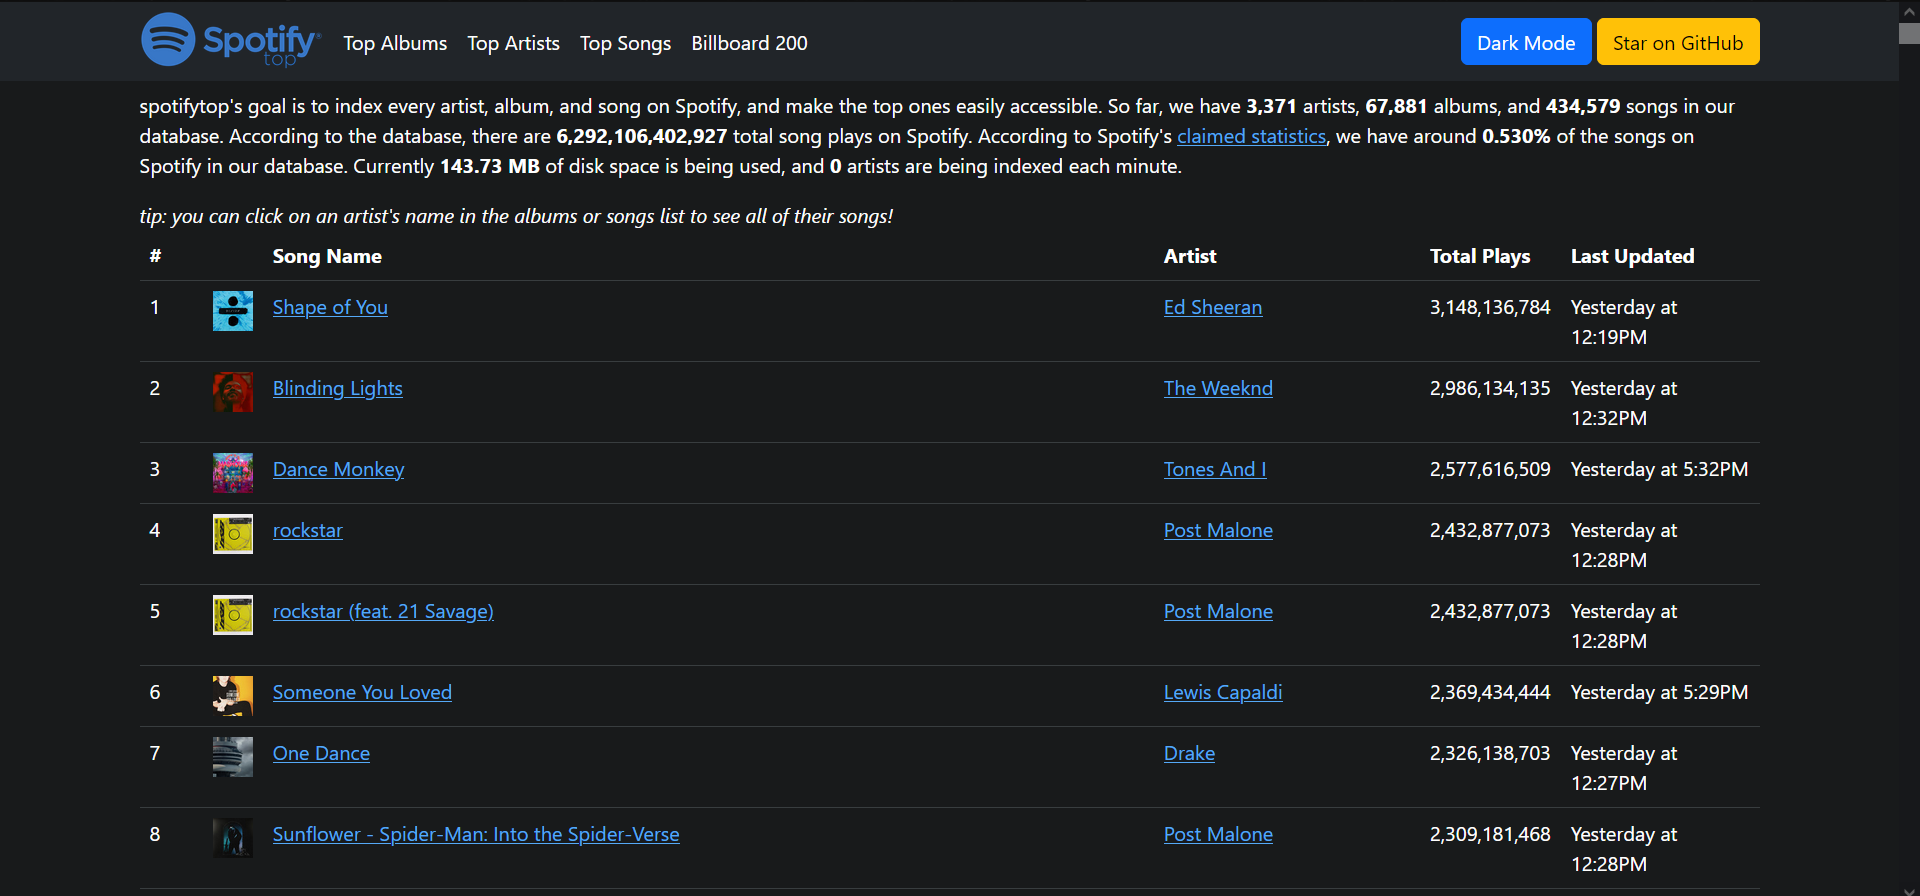 Spotify top
Top Albums Top Artists Top Songs Billboard 200 Dark Mode Star on GitHub
spotifytop's goal is to index every artist, album, and song on Spotify, and make the top ones easily accessible. So far, we have 3,371 artists, 67,881 albums, and 434,579 songs in our
database. According to the database, there are 6,292,106,402,927 total song plays on Spotify. According to Spotify's claimed statistics, we have around 0.530% of the songs on
Spotify in our database. Currently 143.73 MB of disk space is being used, and 0 artists are being indexed each minute.
tip: you can click on an artist's name in the albums or songs list to see all of their songs!
# Song Name Artist Total Plays Last Updated
1 Shape of You Ed Sheeran 3,148,136,784 Yesterday at
12:19PM
2 Blinding Lights The Weeknd 2,986,134,135 Yesterday at
12:32PM
3 Dance Monkey Tones And I 2,577,616,509 Yesterday at 5:32PM
4 rockstar Post Malone 2,432,877,073 Yesterday at
12:28PM
5 rockstar (feat. 21 Savage) Post Malone 2,432,877,073 Yesterday at
12:28PM
6 Someone You Loved Lewis Capaldi 2,369,434,444 Yesterday at 5:29PM
7 One Dance Drake 2,326,138,703 Yesterday at
12:27PM
8 Sunflower - Spider-Man: Into the Spider-Verse Post Malone 2,309,181,468 Yesterday at
12:28PM